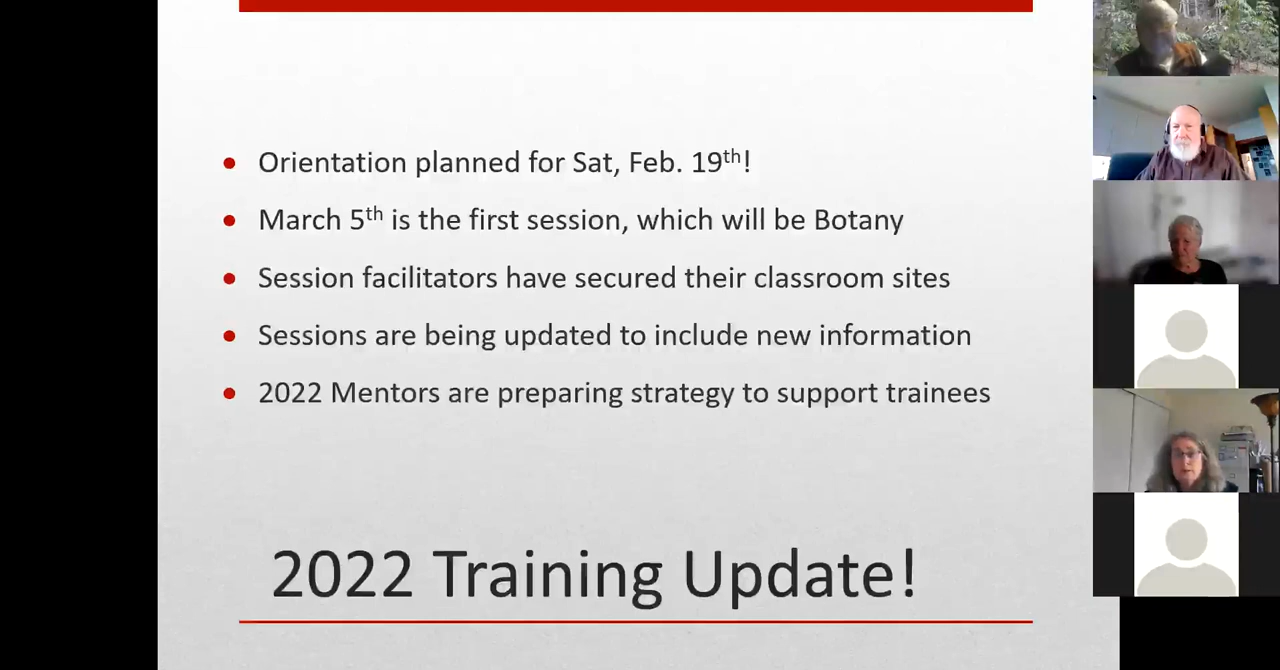 Orientation planned for Sat, Feb. 19th!
March 5th is the first session, which will be Botany
Session facilitators have secured their classroom sites
Sessions are being updated to include new information
2022 Mentors are preparing strategy to support trainees
2022 Training Update!